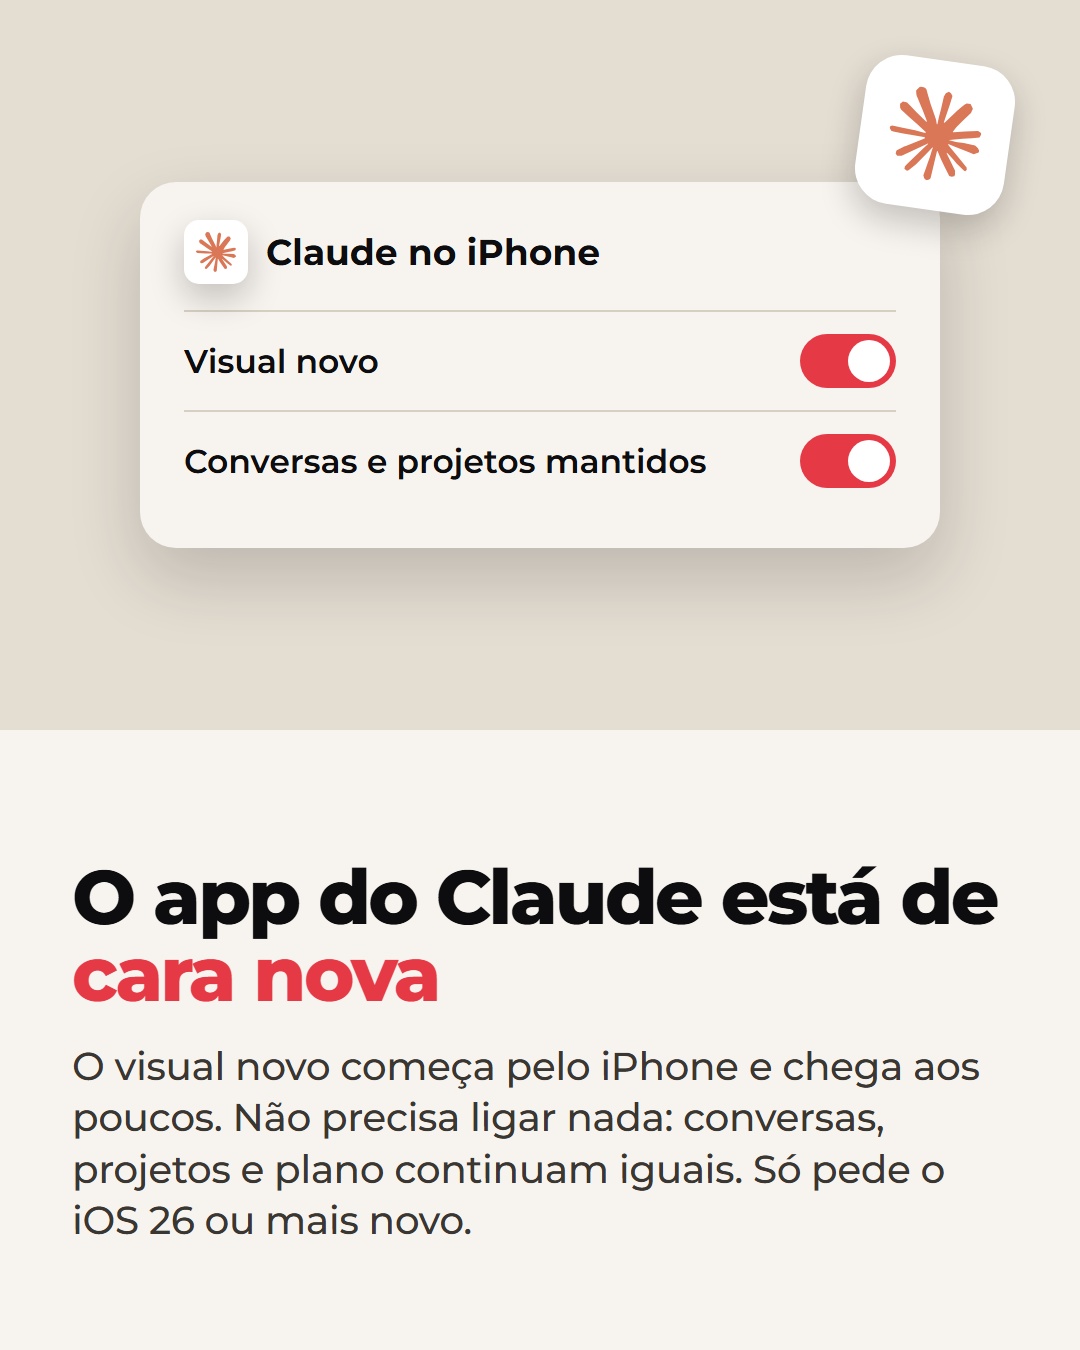 Claude no iPhone
Visual novo
Conversas e projetos mantidos
O app do Claude está de
cara nova
O visual novo começa pelo iPhone e chega aos
poucos. Não precisa ligar nada: conversas,
projetos e plano continuam iguais. Só pede o
iOS 26 ou mais novo.